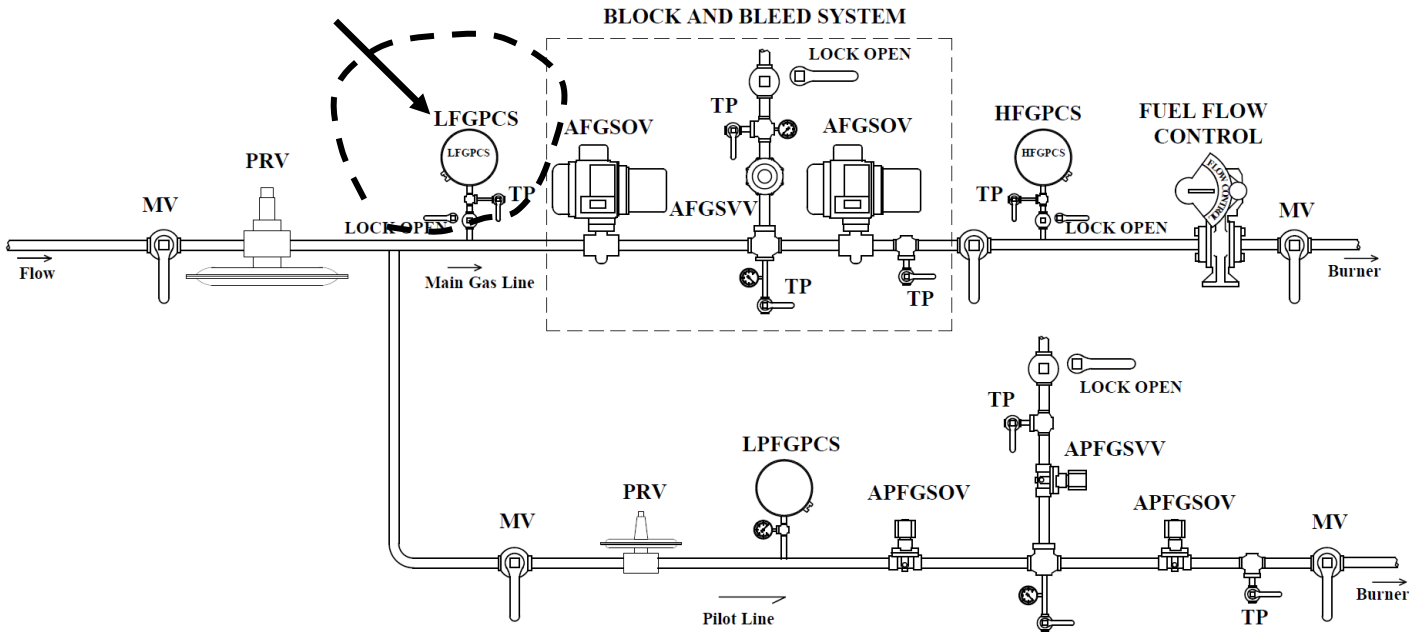 BLOCK AND BLEED SYSTEM
LOCK OPEN
LFGPCS
LFGPCS
AFGSOV
TP
AFGSOV
HFGPCS
HFGPCS
FUEL FLOW
CONTROL
FLOW CONTROL
PRV
MV
TP
LOCK OPEN
AFGSVV
TP
LOCK OPEN
MV
Flow
Main Gas Line
TP
TP
Burner
LOCK OPEN
TP
LPFGPCS
APFGSVV
PRV
APFGSOV
APFGSOV
MV
MV
Pilot Line
TP
Burner